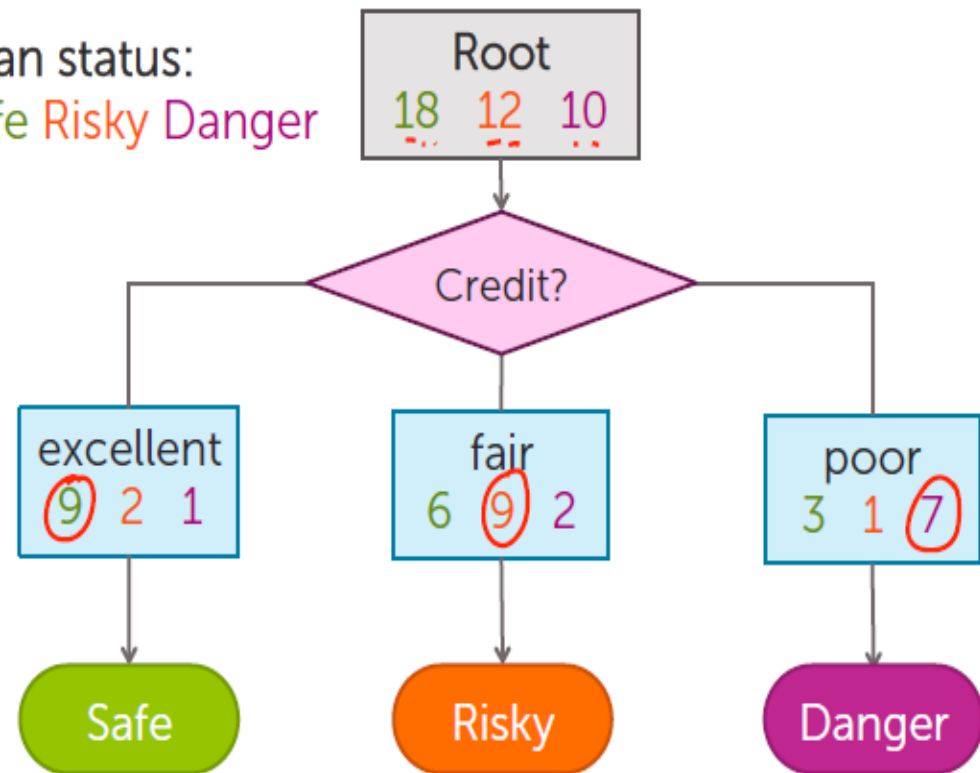 an status:
fe Risky Danger
Root
18 12 10
Credit?
excellent
9 2 1
fair
6 9 2
poor
3 1 7
Safe
Risky
Danger